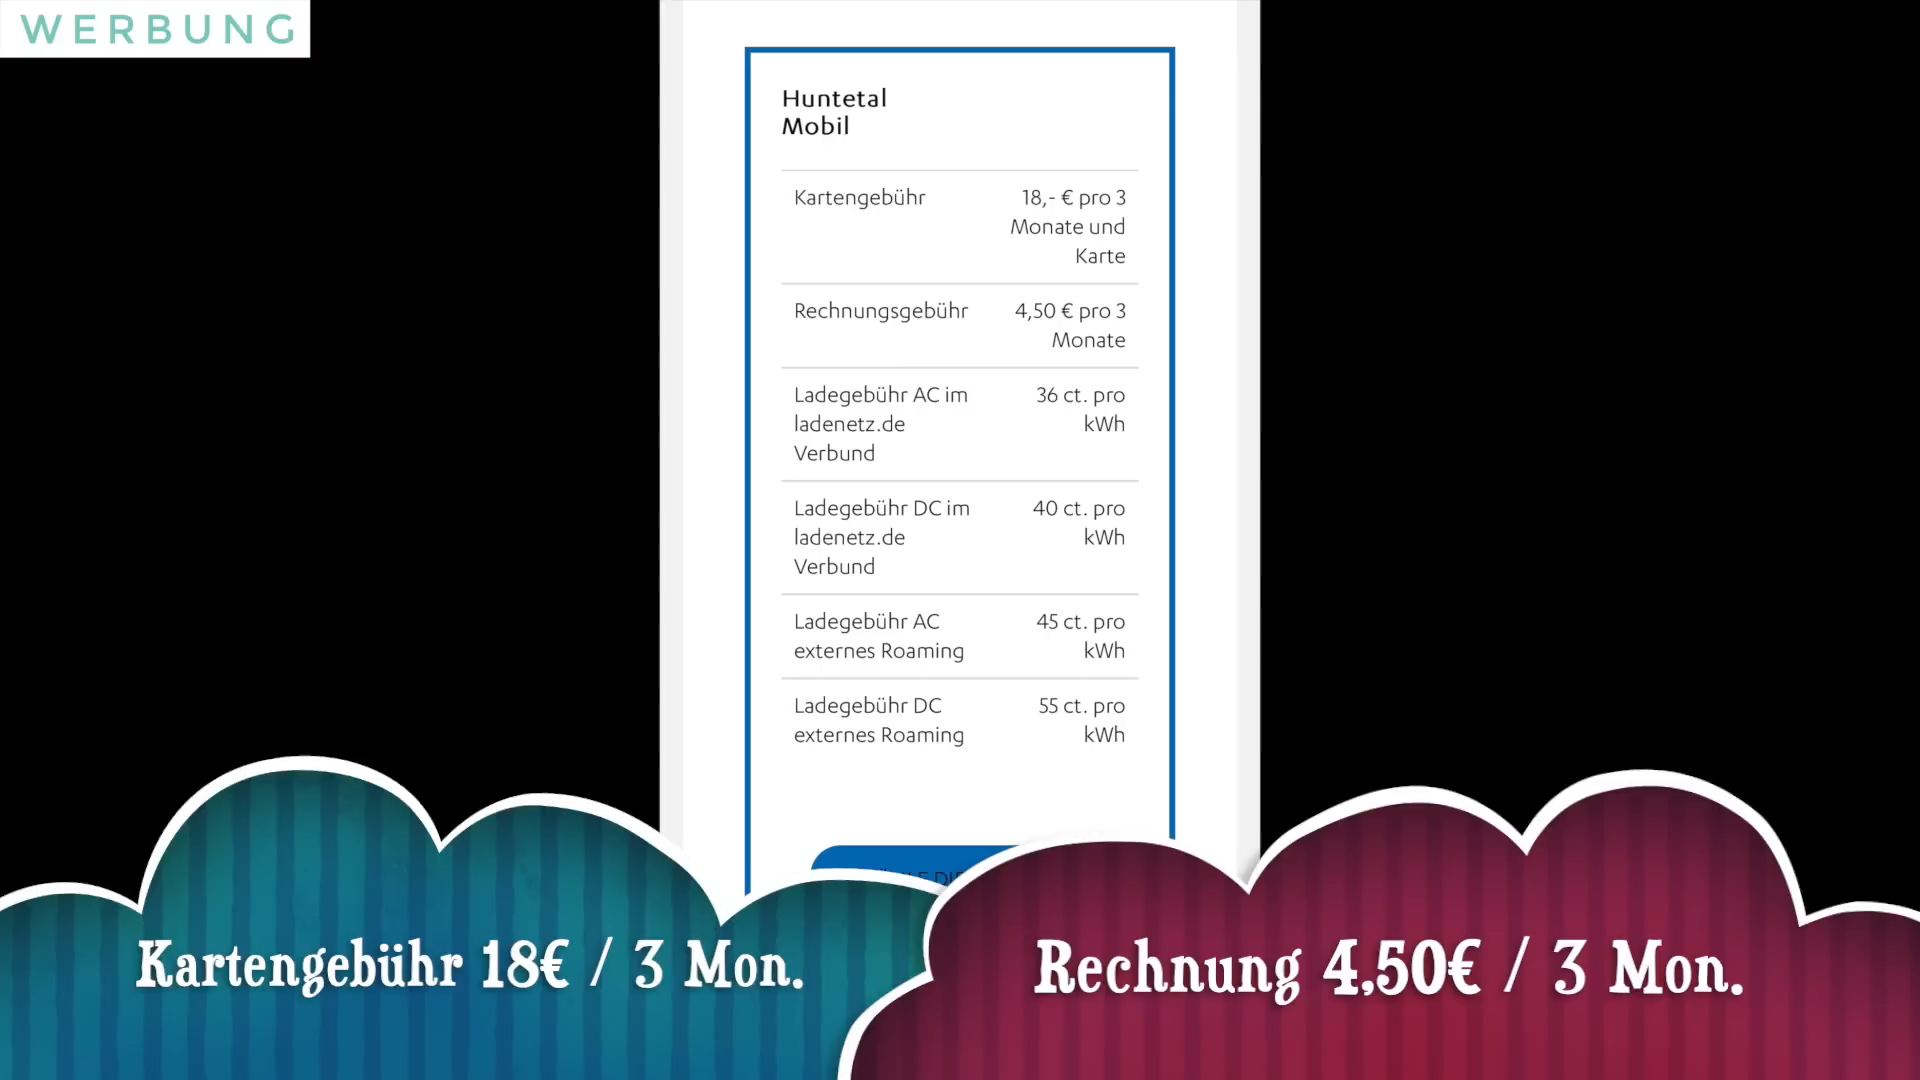 WERBUNG
Huntetal
Mobil
Kartengebühr 18,- € pro 3
Monate und
Karte
Rechnungsgebühr 4,50 € pro 3
Monate
Ladegebühr AC im 36 ct. pro
ladenetz.de kWh
Verbund
Ladegebühr DC im 40 ct. pro
ladenetz.de kWh
Verbund
Ladegebühr AC 45 ct. pro
externes Roaming kWh
Ladegebühr DC 55 ct. pro
externes Roaming kWh
Kartengebühr 18€ / 3 Mon.
Rechnung 4,50€ / 3 Mon.